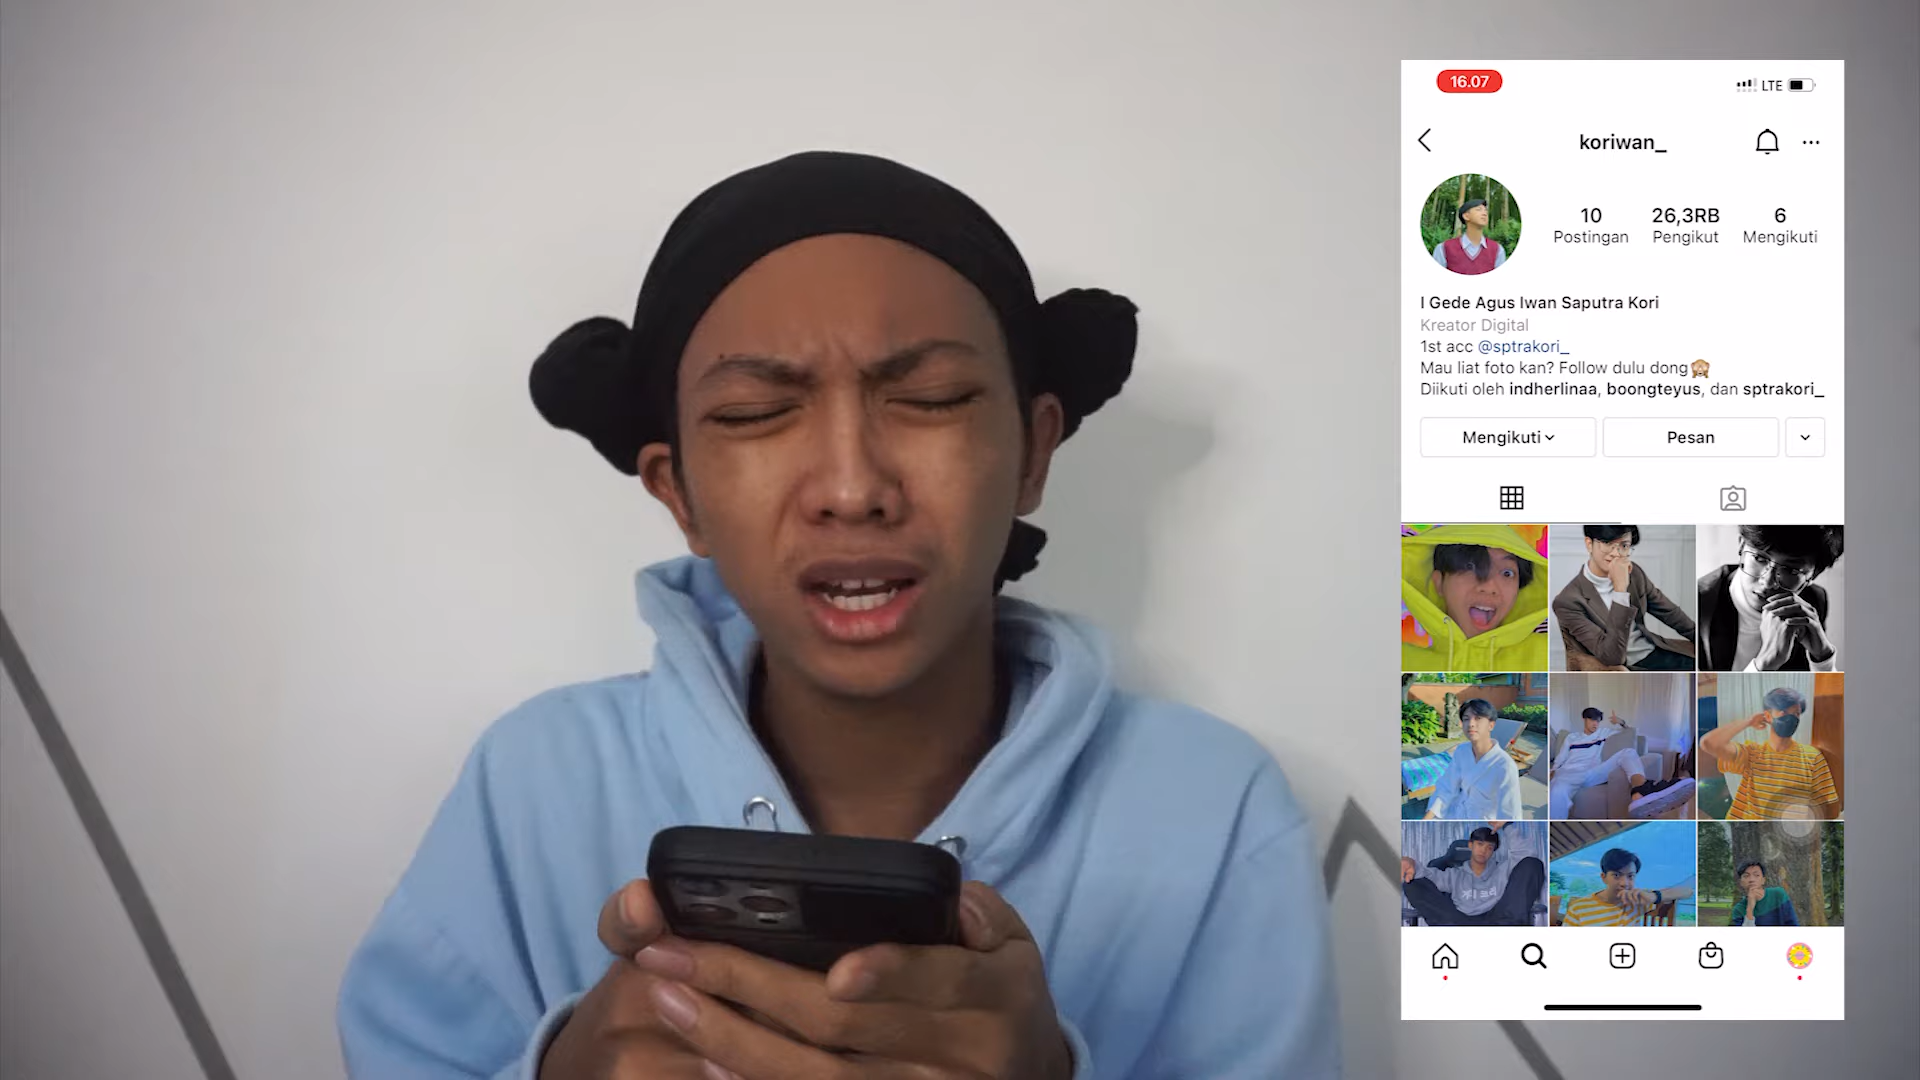 16.07
LTE
koriwan_
10 26,3RB 6
Postingan Pengikut Mengikuti
I Gede Agus Iwan Saputra Kori
Kreator Digital
1st acc @sptrakori_
Mau liat foto kan? Follow dulu dong🙈
Diikuti oleh indherlinaa, boongteyus, dan sptrakori_
Mengikuti
Pesan